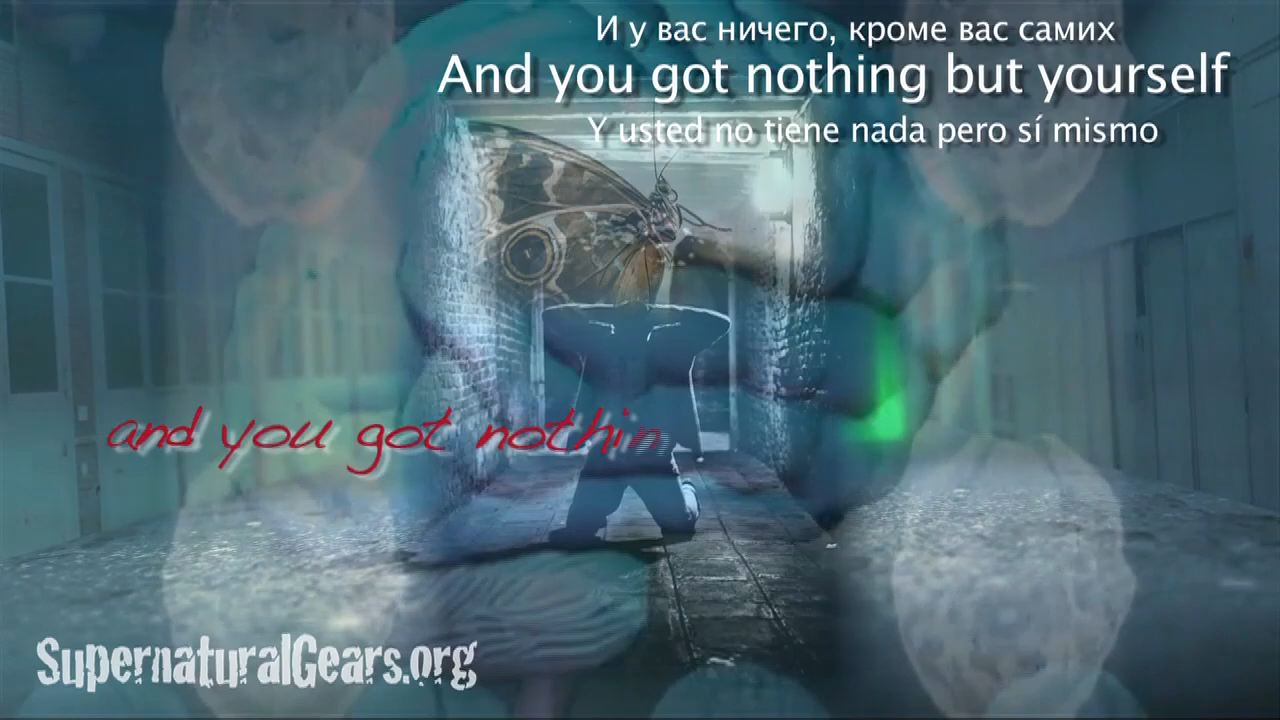 И у вас ничего, кроме вас самих
And you got nothing but yourself
Y usted no tiene nada pero sí mismo
and you got nothin
SupernaturalGears.org